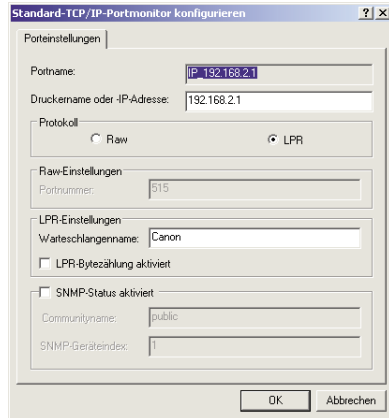 Standard-TCP/IP-Portmonitor konfigurieren
Porteinstellungen
Portname: IP_192.168.2.1
Druckername oder -IP-Adresse: 192.168.2.1
Protokoll
Raw LPR
Raw-Einstellungen
Portnummer: 515
LPR-Einstellungen
Warteschlangenname: Canon
LPR-Bytezählung aktiviert
SNMP-Status aktiviert
Communityname: public
SNMP-Geräteindex: 1
OK Abbrechen